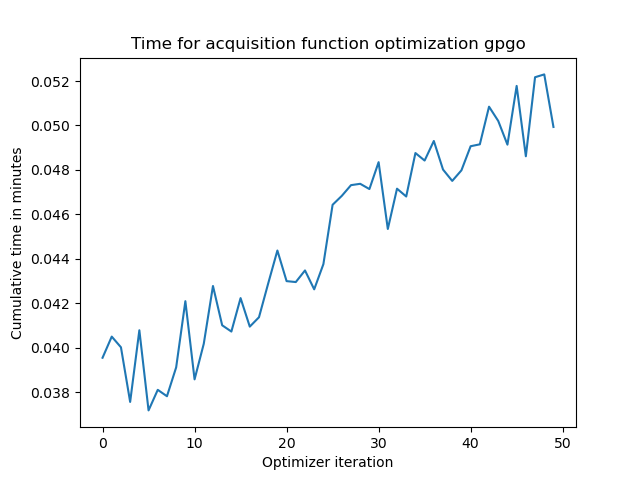 Time for acquisition function optimization gpgo
Cumulative time in minutes
0.052
0.050
0.048
0.046
0.044
0.042
0.040
0.038
0 10 20 30 40 50
Optimizer iteration